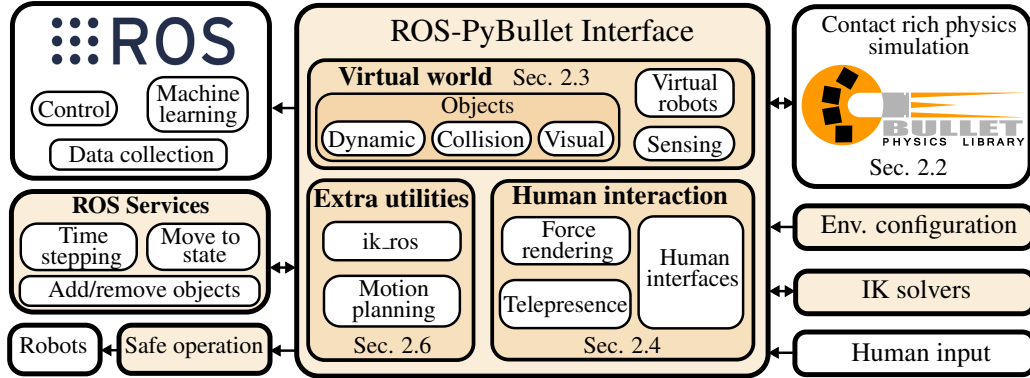 ROS
Control
Machine
learning
Data collection
ROS Services
Time
stepping
Move to
state
Add/remove objects
Robots
Safe operation
ROS-PyBullet Interface
Virtual world Sec. 2.3
Objects
Dynamic
Collision
Visual
Virtual
robots
Sensing
Extra utilities
ik_ros
Motion
planning
Sec. 2.6
Human interaction
Force
rendering
Telepresence
Human
interfaces
Sec. 2.4
Contact rich physics
simulation
BULLET
PHYSICS LIBRARY
Sec. 2.2
Env. configuration
IK solvers
Human input